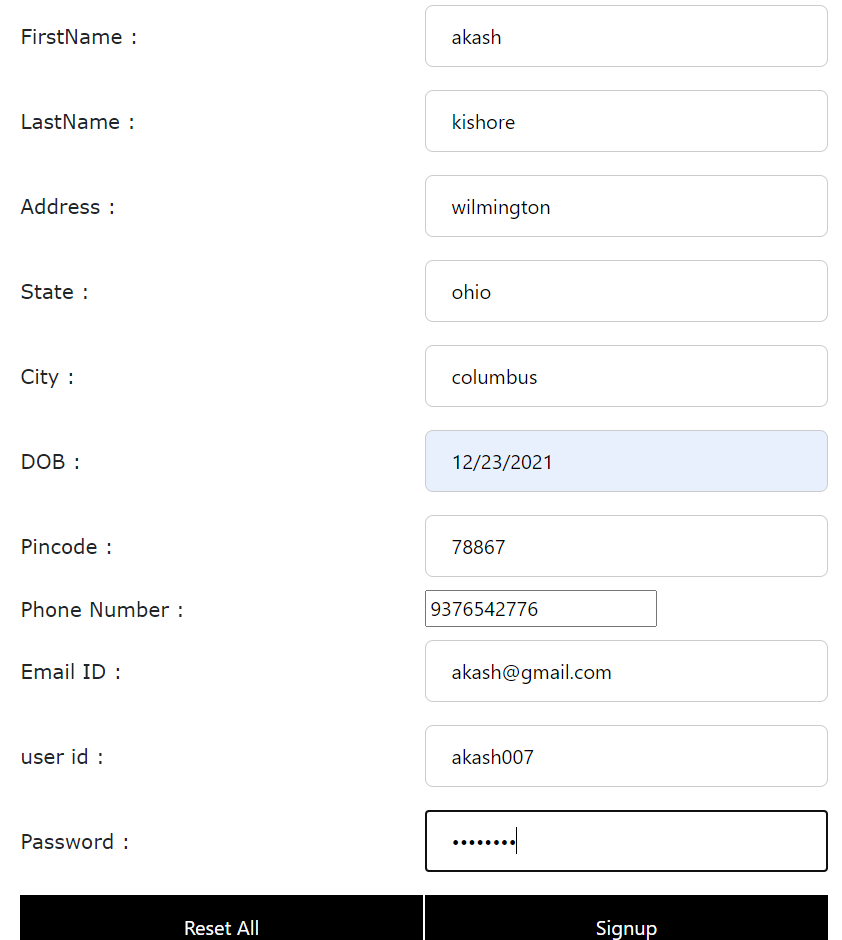 FirstName : akash
LastName : kishore
Address : wilmington
State : ohio
City : columbus
DOB : 12/23/2021
Pincode : 78867
Phone Number : 9376542776
Email ID : akash@gmail.com
user id : akash007
Password : ••••••••
Reset All Signup